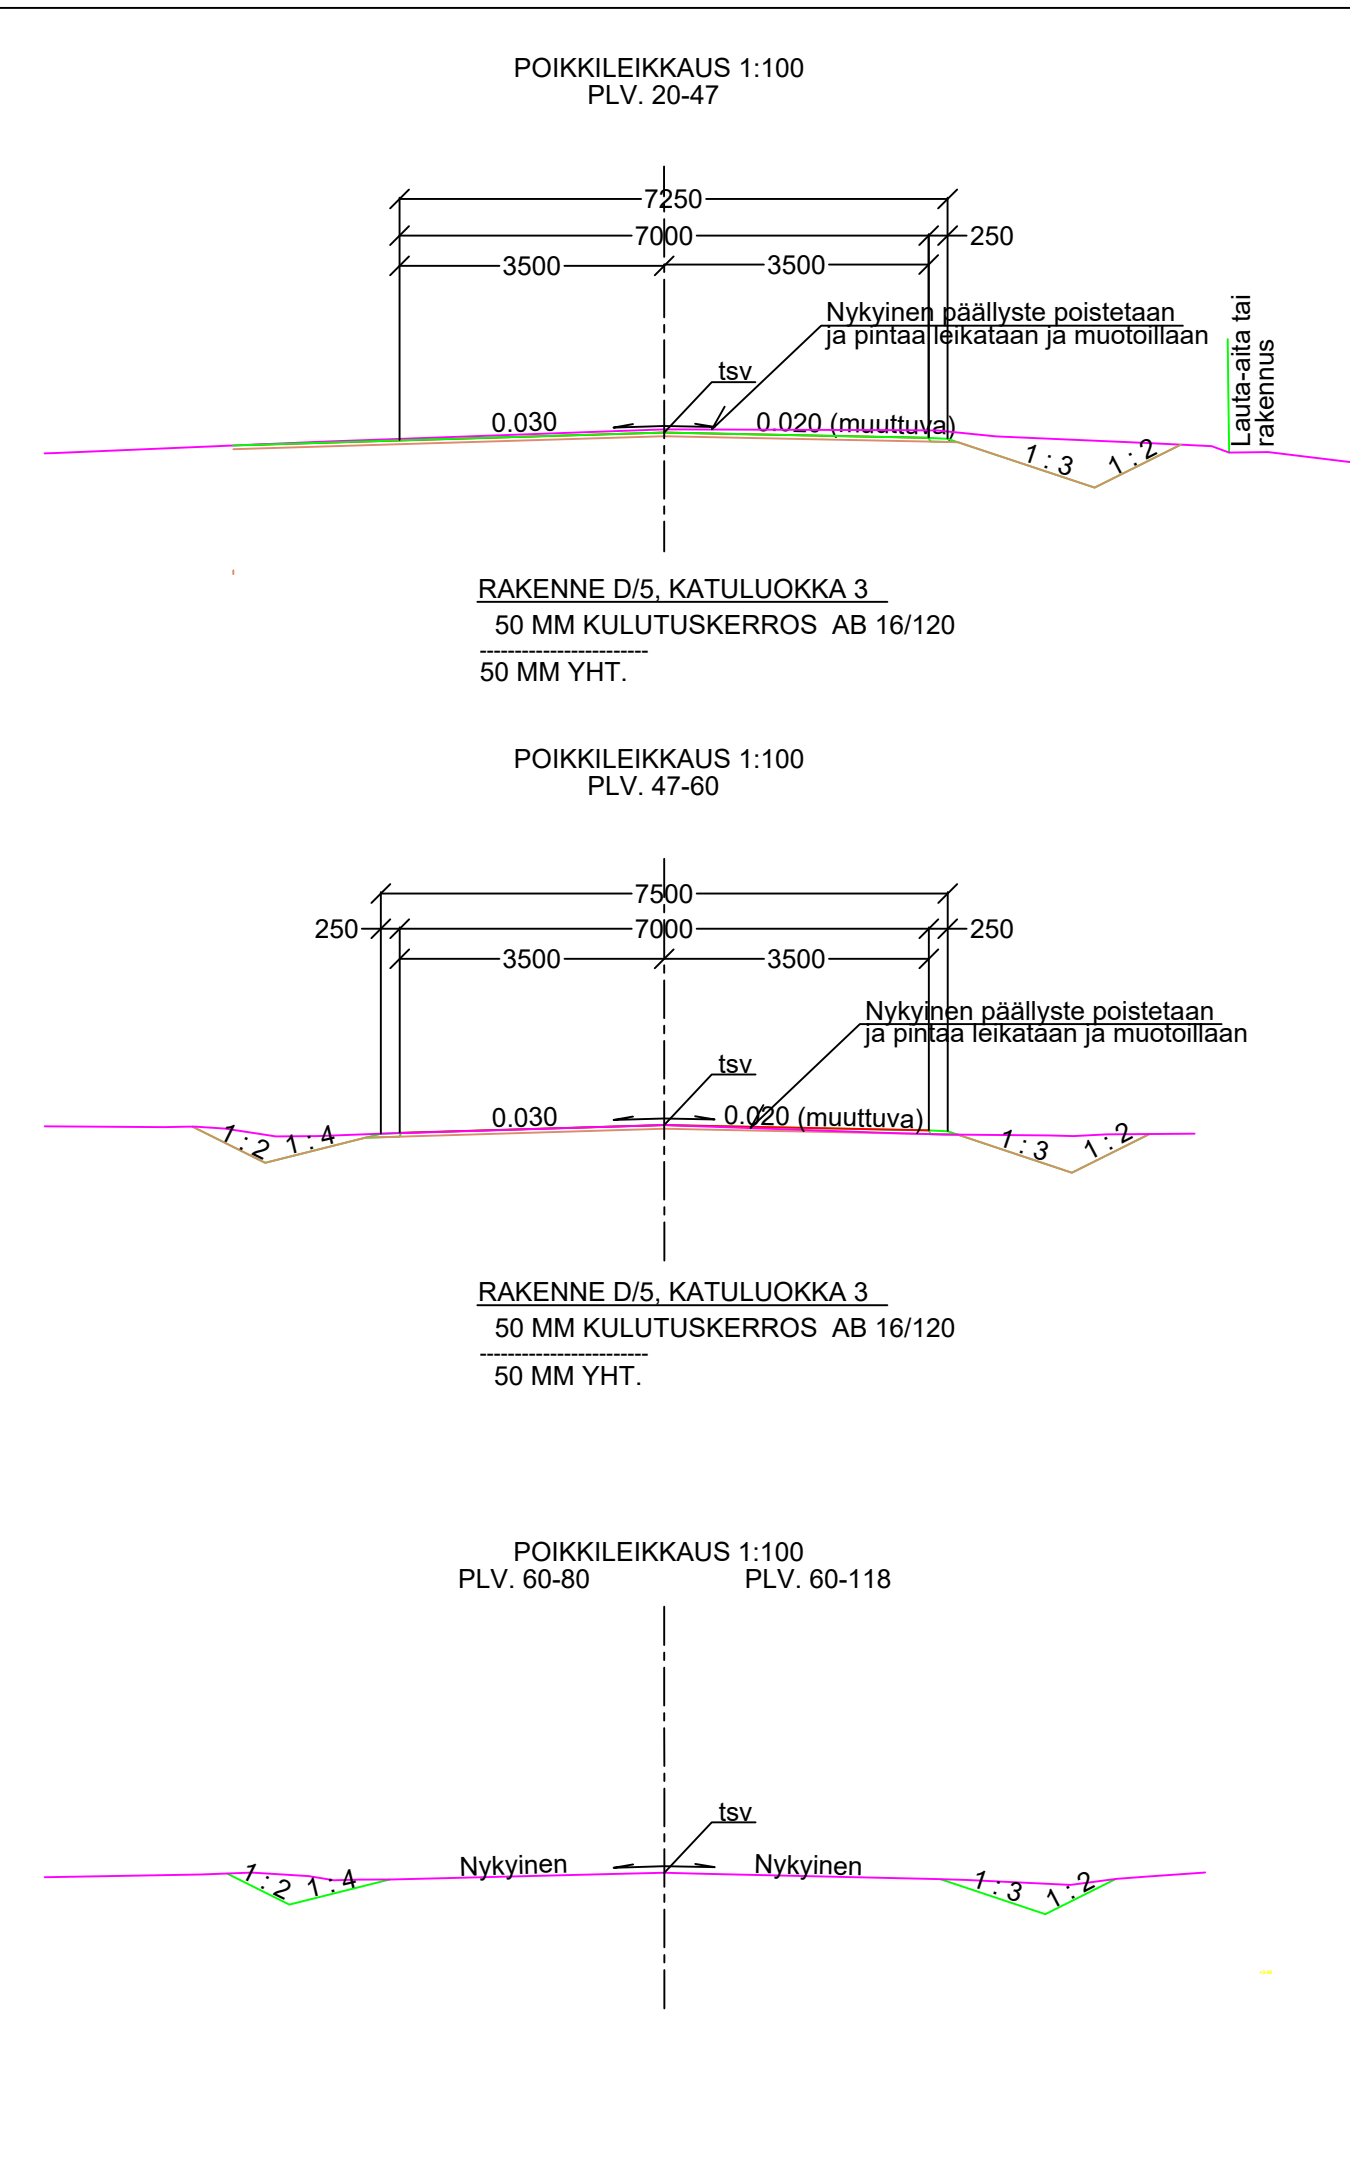 POIKKILEIKKAUS 1:100
PLV. 20-47
7250
7000
250
3500
3500
Nykyinen päällyste poistetaan
ja pintaa leikataan ja muotoillaan
Lauta-aita tai
rakennus
tsv
0.030
0.020 (muuttuva)
1 : 3
1 : 2
RAKENNE D/5, KATULUOKKA 3
50 MM KULUTUSKERROS AB 16/120
------------------------
50 MM YHT.
POIKKILEIKKAUS 1:100
PLV. 47-60
7500
250
7000
250
3500
3500
Nykyinen päällyste poistetaan
ja pintaa leikataan ja muotoillaan
tsv
0.030
0.020 (muuttuva)
1 : 2
1 : 4
1 : 3
1 : 2
RAKENNE D/5, KATULUOKKA 3
50 MM KULUTUSKERROS AB 16/120
------------------------
50 MM YHT.
POIKKILEIKKAUS 1:100
PLV. 60-80
PLV. 60-118
tsv
Nykyinen
Nykyinen
1 : 2
1 : 4
1 : 3
1 : 2